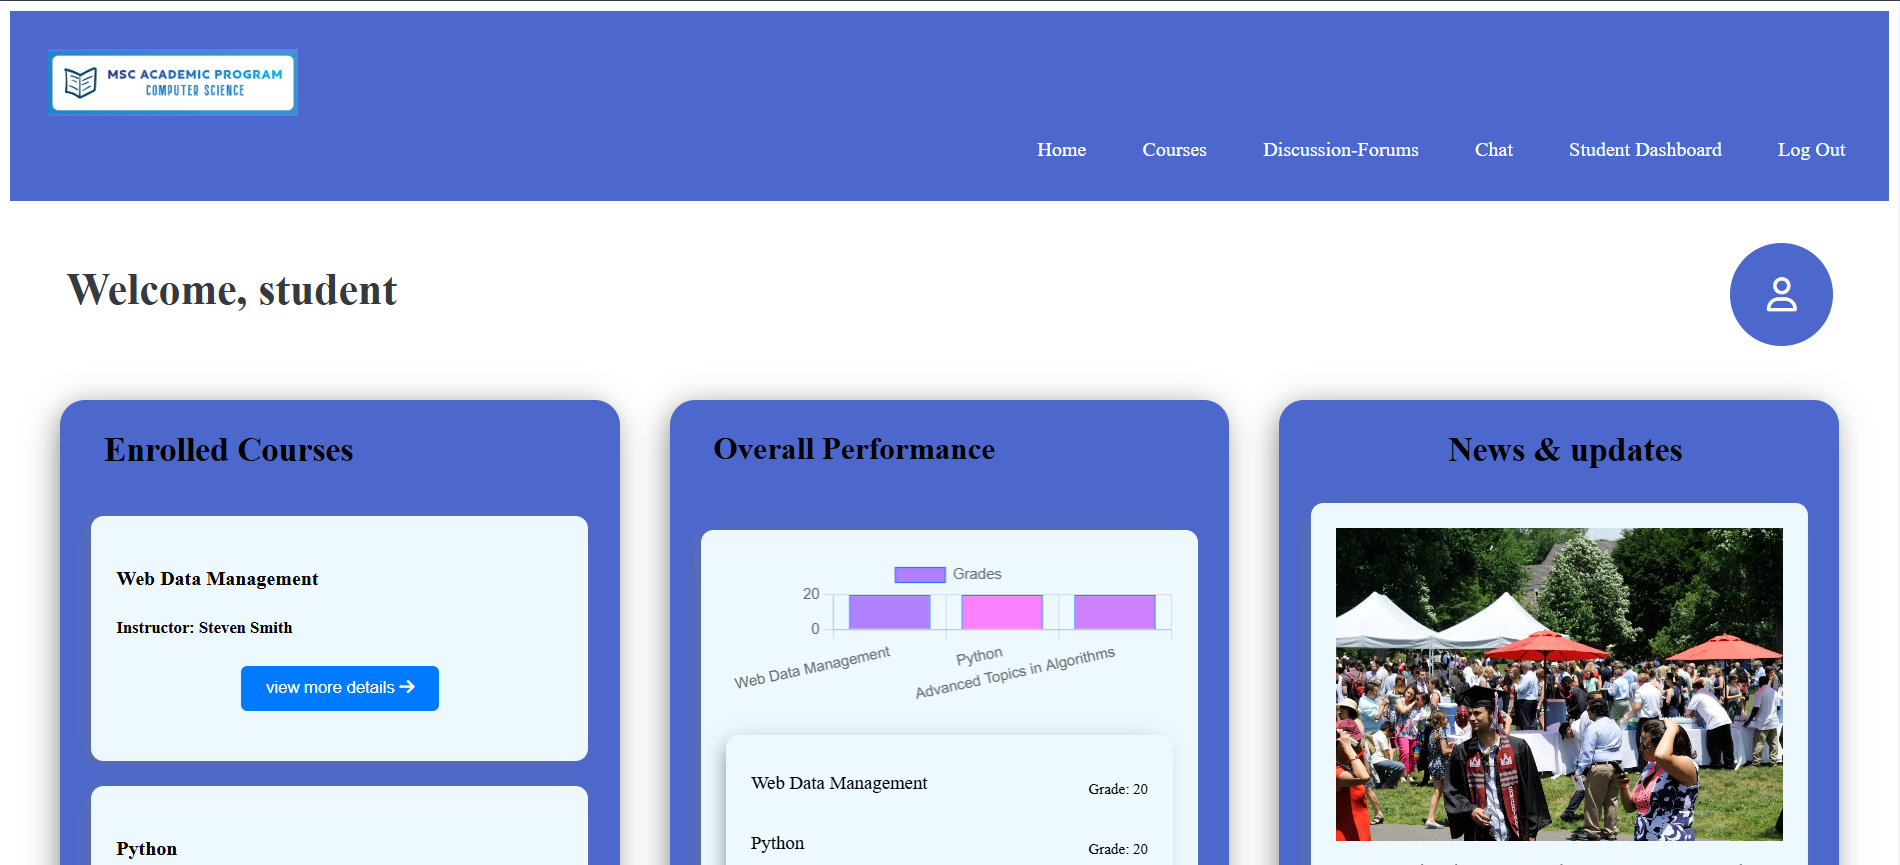 MSC ACADEMIC PROGRAM
COMPUTER SCIENCE
Home Courses Discussion-Forums Chat Student Dashboard Log Out
Welcome, student
Enrolled Courses
Web Data Management
Instructor: Steven Smith
view more details
Python
Overall Performance
Grades
20
0
Web Data Management
Python
Advanced Topics in Algorithms
Web Data Management Grade: 20
Python Grade: 20
News & updates